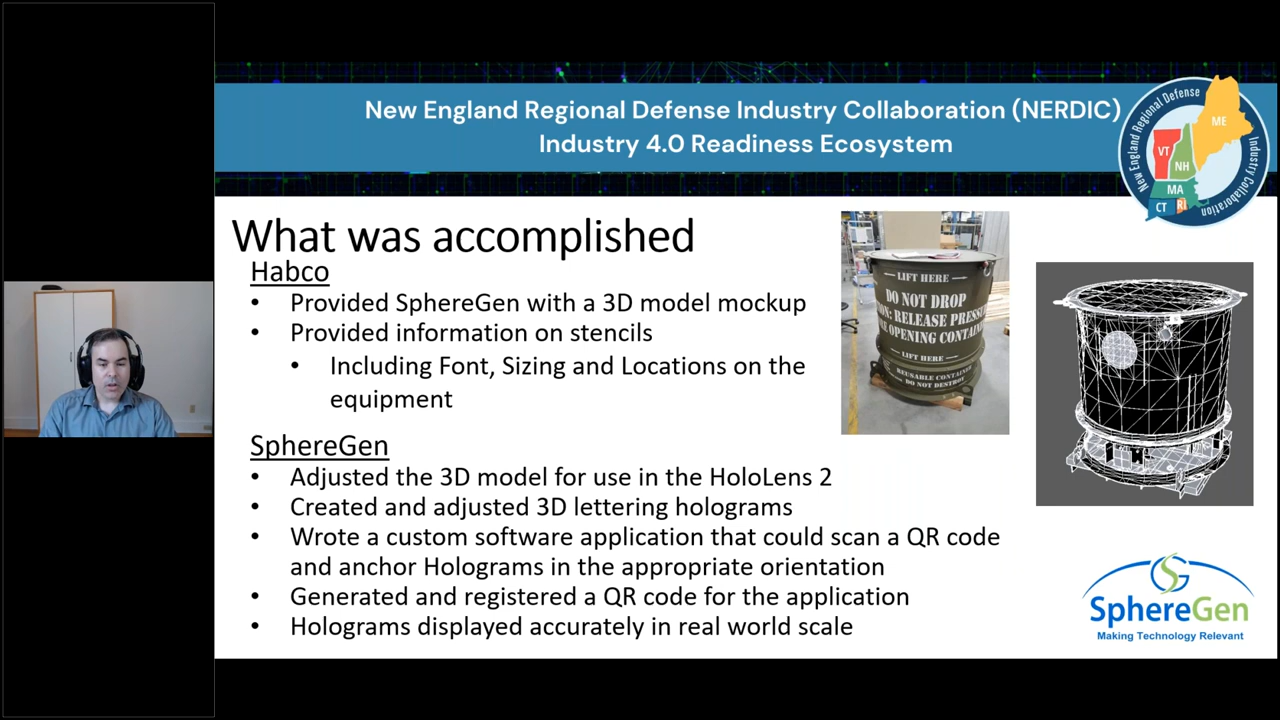 New England Regional Defense Industry Collaboration (NERDIC)
Industry 4.0 Readiness Ecosystem
New England Regional Defense
Industry Collaboration
ME
VT
NH
MA
CT
RI
What was accomplished
Habco
• Provided SphereGen with a 3D model mockup
• Provided information on stencils
• Including Font, Sizing and Locations on the
equipment
SphereGen
• Adjusted the 3D model for use in the HoloLens 2
• Created and adjusted 3D lettering holograms
• Wrote a custom software application that could scan a QR code
and anchor Holograms in the appropriate orientation
• Generated and registered a QR code for the application
• Holograms displayed accurately in real world scale
LIFT HERE
DO NOT DROP
ION: RELEASE PRESSU
RE OPENING CONTAIN
LIFT HERE
REUSABLE CONTAINER
DO NOT DESTROY
SphereGen
Making Technology Relevant